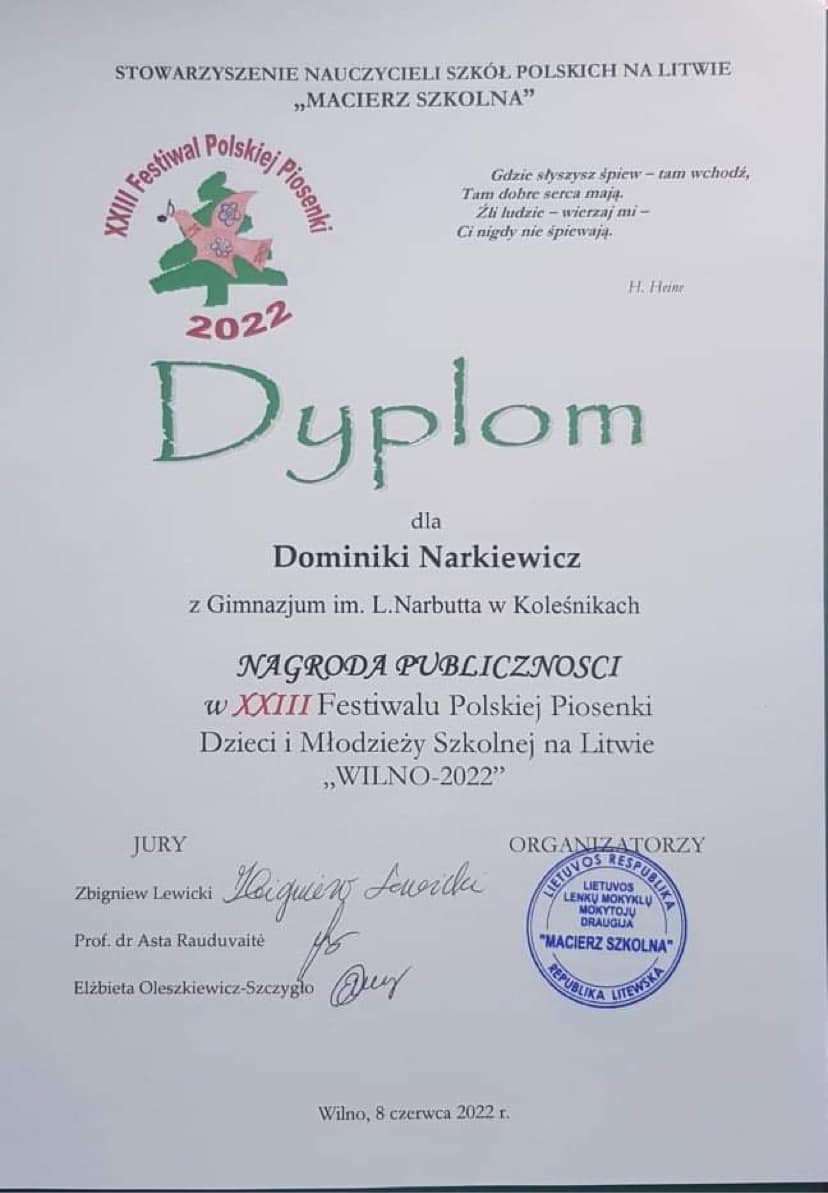 STOWARZYSZENIE NAUCZYCIELI SZKÓŁ POLSKICH NA LITWIE
„MACIERZ SZKOLNA”
XXIII Festiwal Polskiej Piosenki
2022
Gdzie słyszysz śpiew – tam wchodź,
Tam dobre serca mają.
Źli ludzie – wierzaj mi –
Ci nigdy nie śpiewają.
H. Heine
Dyplom
dla
Dominiki Narkiewicz
z Gimnazjum im. L.Narbutta w Koleśnikach
NAGRODA PUBLICZNOSCI
w XXIII Festiwalu Polskiej Piosenki
Dzieci i Młodzieży Szkolnej na Litwie
„WILNO-2022”
JURY
Zbigniew Lewicki Zbigniew Lewicki
Prof. dr Asta Rauduvaitė
Elżbieta Oleszkiewicz-Szczygło
ORGANIZATORZY
LIETUVOS RESPUBLIKA
LIETUVOS
LENKŲ MOKYKLŲ
MOKYTOJŲ
DRAUGIJA
"MACIERZ SZKOLNA"
REPUBLIKA LITEWSKA
Wilno, 8 czerwca 2022 r.